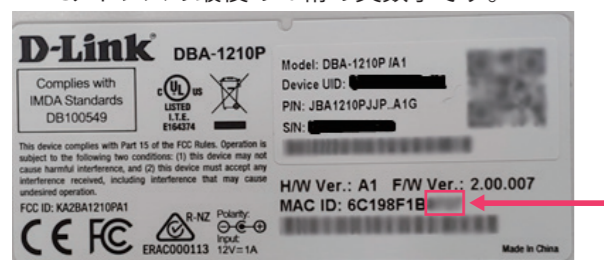 D-Link DBA-1210P
Complies with
IMDA Standards
DB100549
C UL US
LISTED
I.T.E.
E164374
This device complies with Part 15 of the FCC Rules. Operation is
subject to the following two conditions: (1) this device may not
cause harmful interference, and (2) this device must accept any
interference received, including interference that may cause
undesired operation.
FCC ID: KA2BA1210PA1
CE FC
R-NZ
ERAC000113
Polarity:
Input:
12V⎓1A
Model: DBA-1210P /A1
Device UID:
P/N: JBA1210PJJP..A1G
S/N:
H/W Ver.: A1 F/W Ver.: 2.00.007
MAC ID: 6C198F1B
Made in China